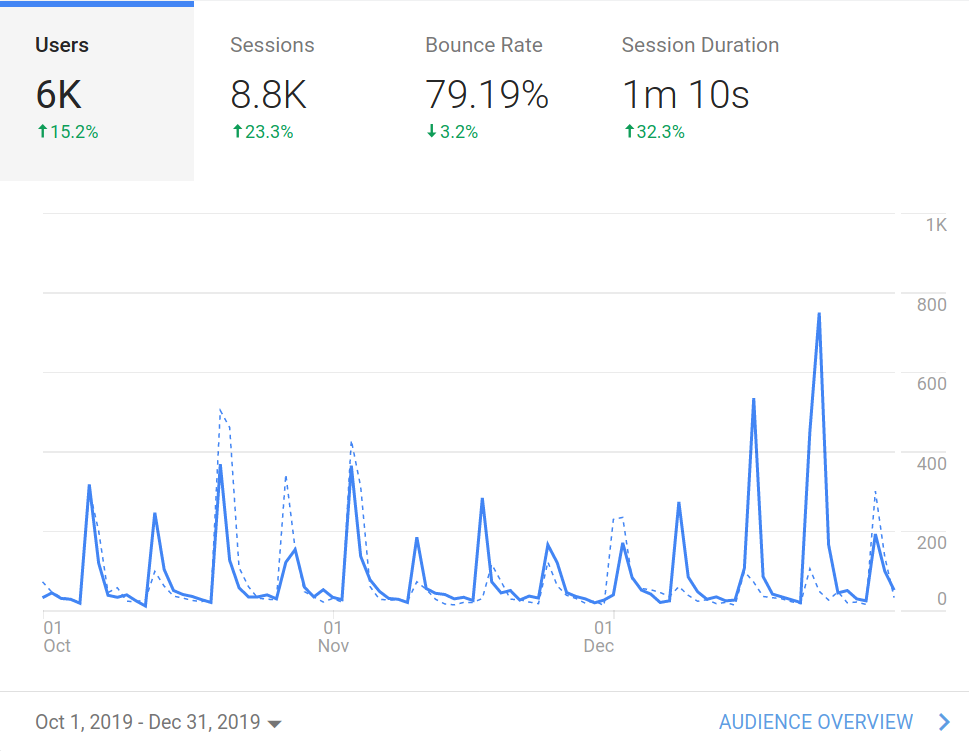 Users Sessions Bounce Rate Session Duration
6K 8.8K 79.19% 1m 10s
↑15.2% ↑23.3% ↓3.2% ↑32.3%
1K
800
600
400
200
0
01 01 01
Oct Nov Dec
Oct 1, 2019 - Dec 31, 2019 AUDIENCE OVERVIEW